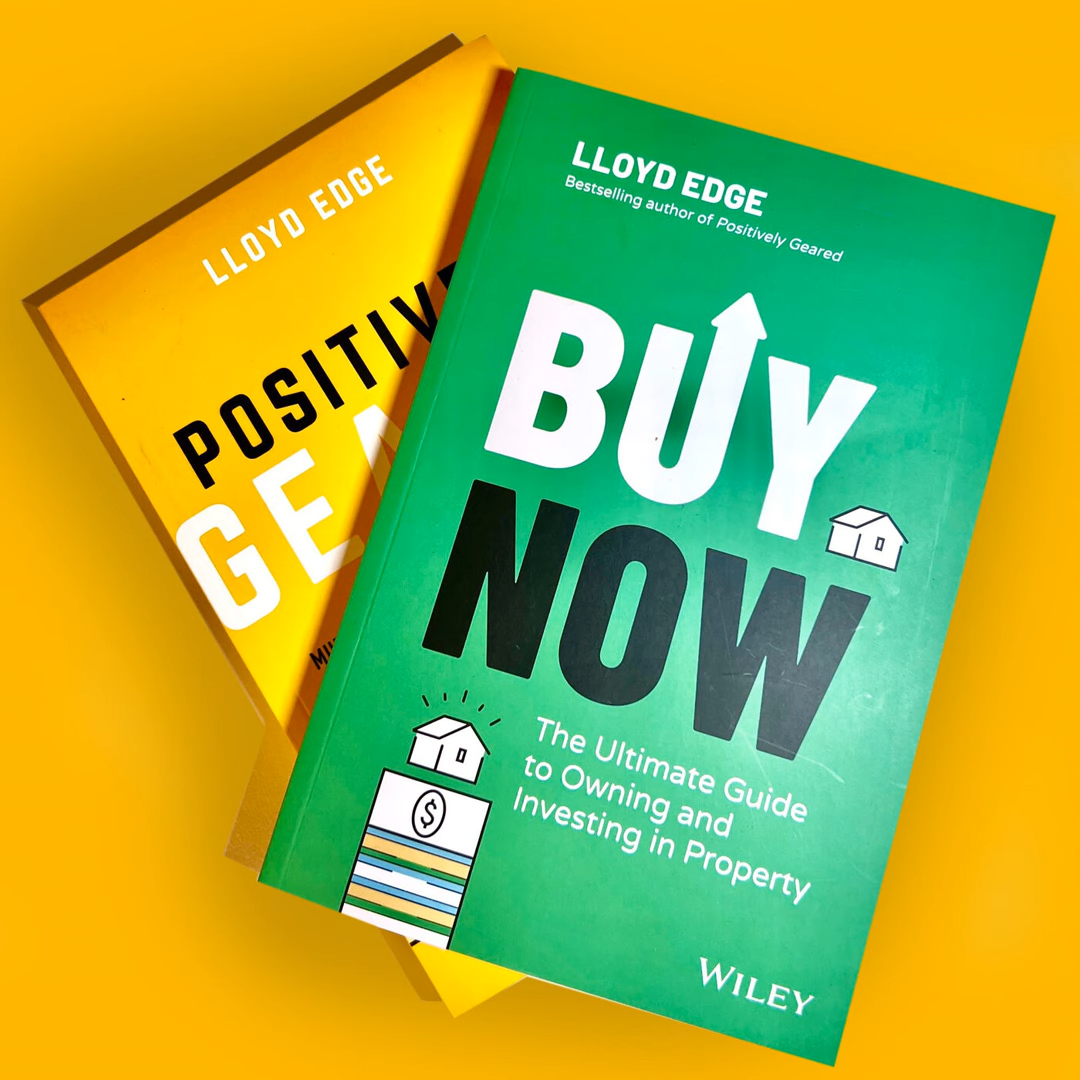 LLOYD EDGE
POSITIV
GEA
LLOYD EDGE
Bestselling author of Positively Geared
BUY
NOW
The Ultimate Guide
to Owning and
Investing in Property
$
WILEY